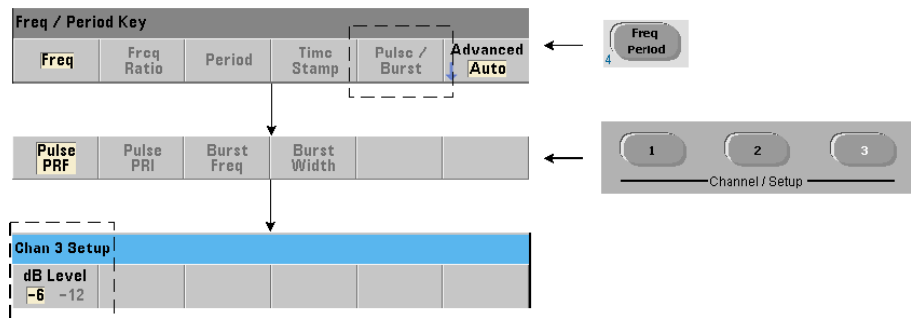 Freq / Period Key
Freq
Freq Ratio
Period
Time Stamp
Pulse / Burst
Advanced
Auto
Freq Period
4
Pulse PRF
Pulse PRI
Burst Freq
Burst Width
1 2 3
Channel / Setup
Chan 3 Setup
dB Level
-6 -12